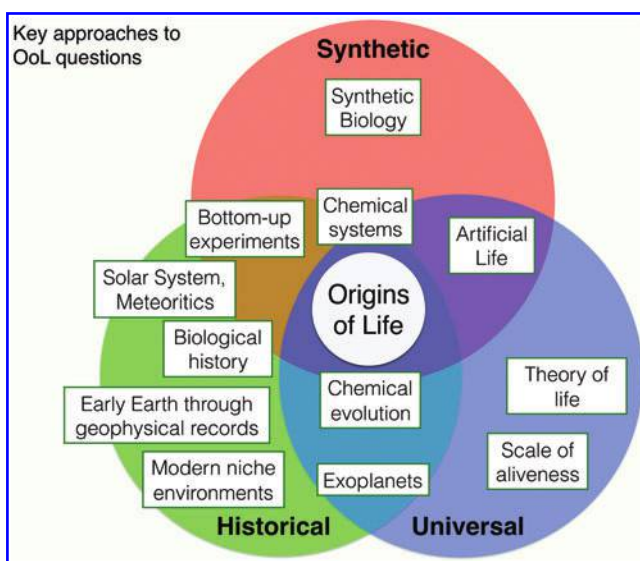 Key approaches to
OoL questions
Synthetic
Synthetic
Biology
Bottom-up
experiments
Chemical
systems
Artificial
Life
Solar System,
Meteoritics
Origins
of Life
Biological
history
Early Earth through
geophysical records
Chemical
evolution
Theory of
life
Modern niche
environments
Exoplanets
Scale of
aliveness
Historical
Universal